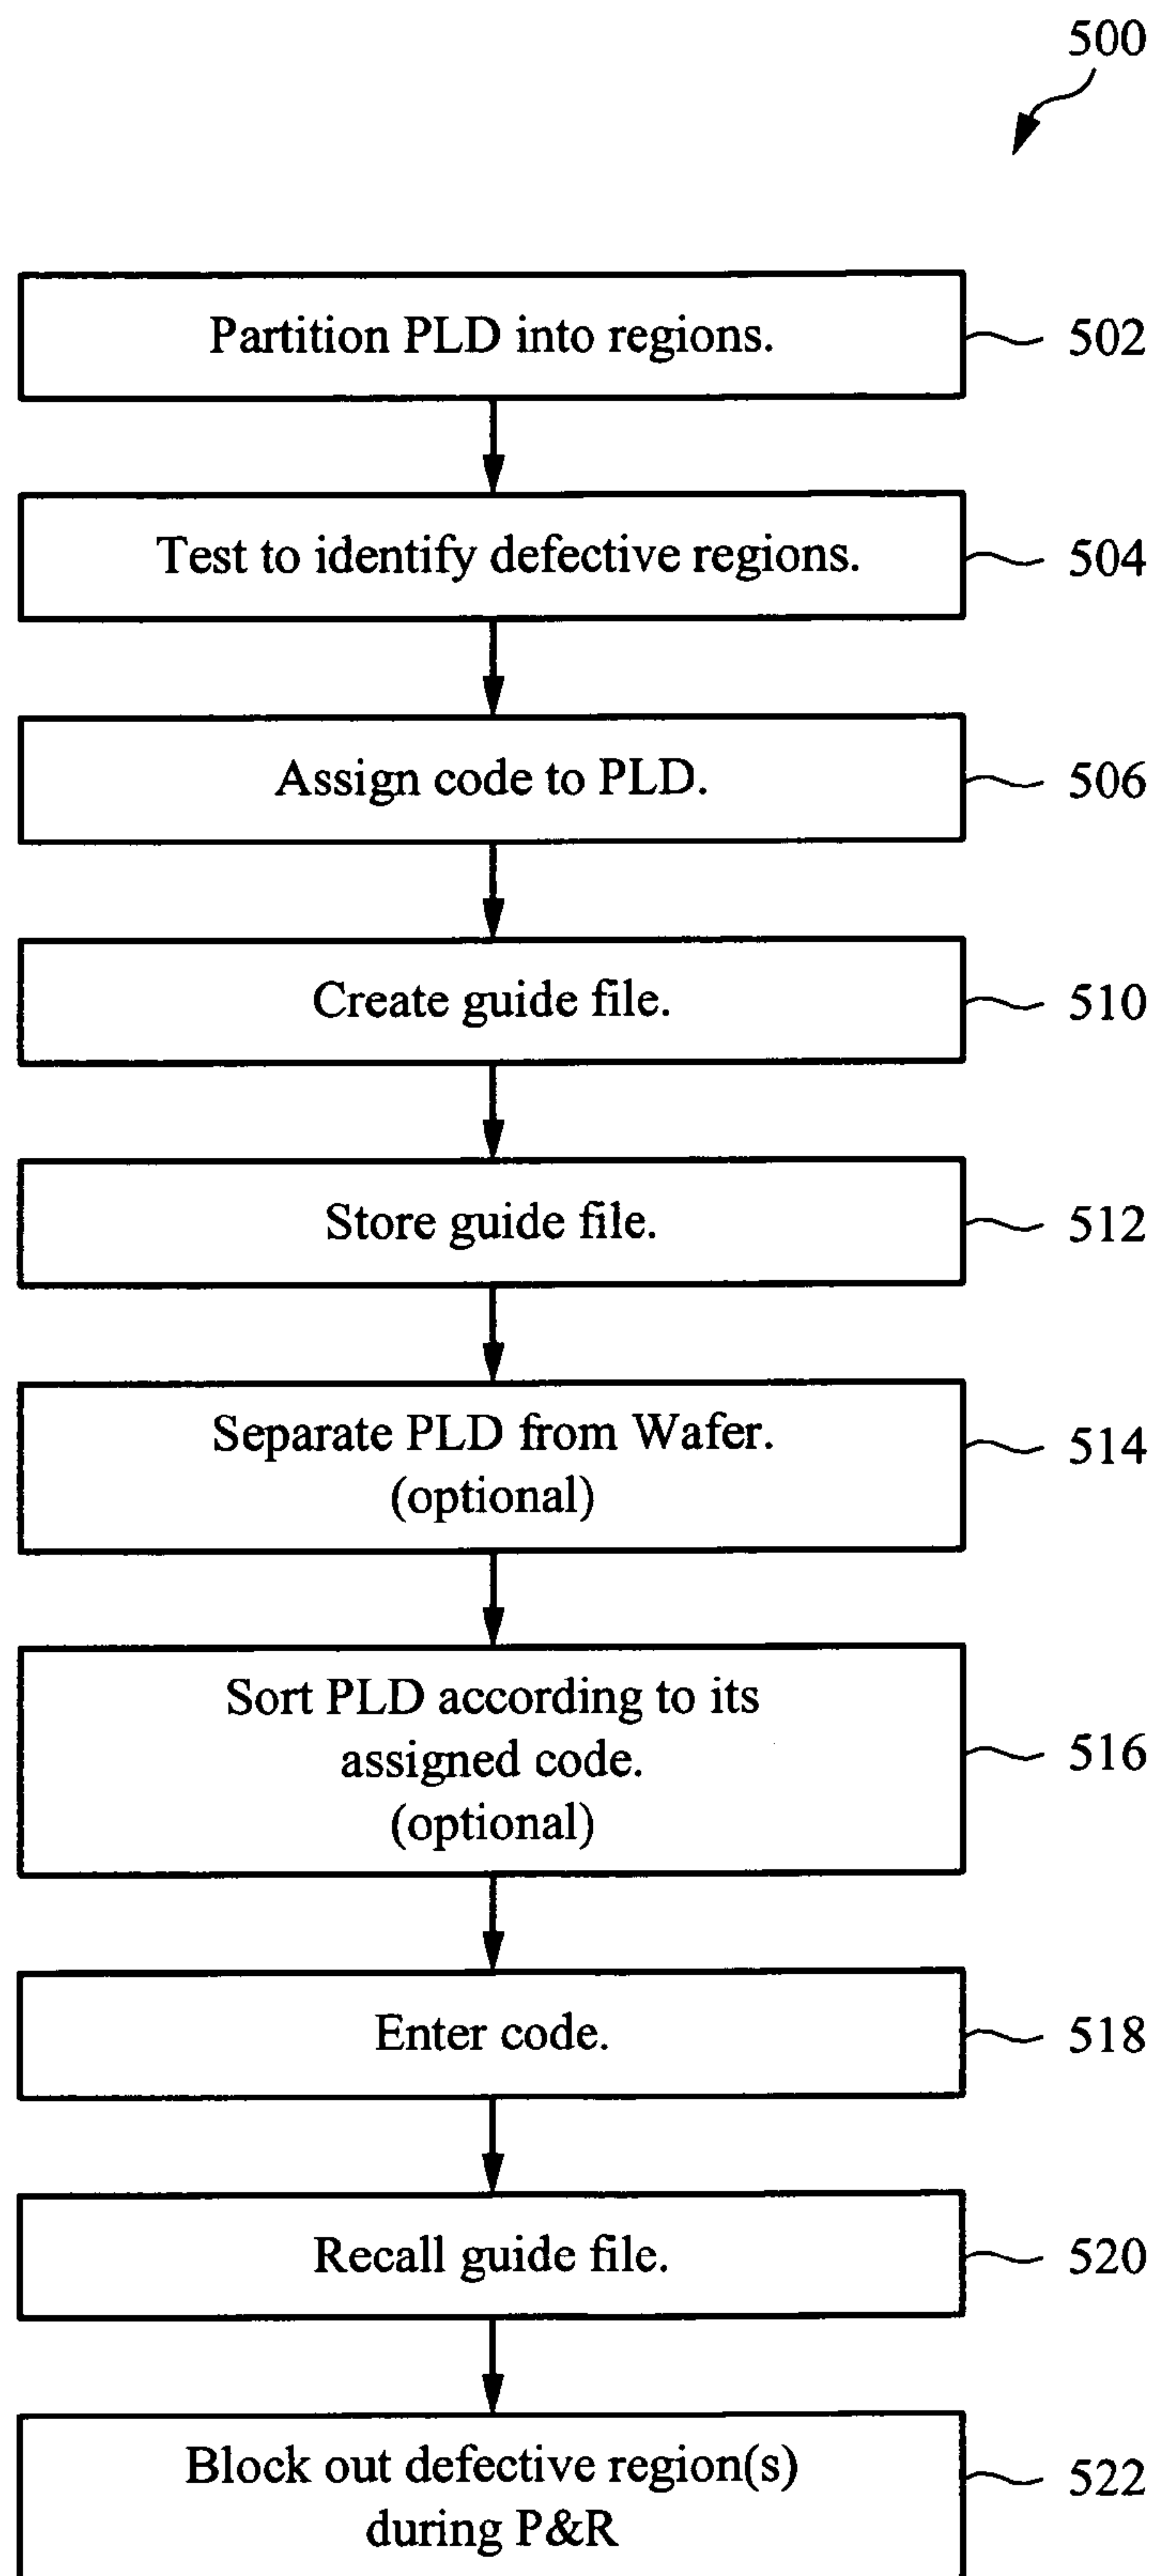 500
Partition PLD into regions.
502
Test to identify defective regions.
504
Assign code to PLD.
506
Create guide file.
510
Store guide file.
512
Separate PLD from Wafer.
(optional)
514
Sort PLD according to its
assigned code.
(optional)
516
Enter code.
518
Recall guide file.
520
Block out defective region(s)
during P&R
522